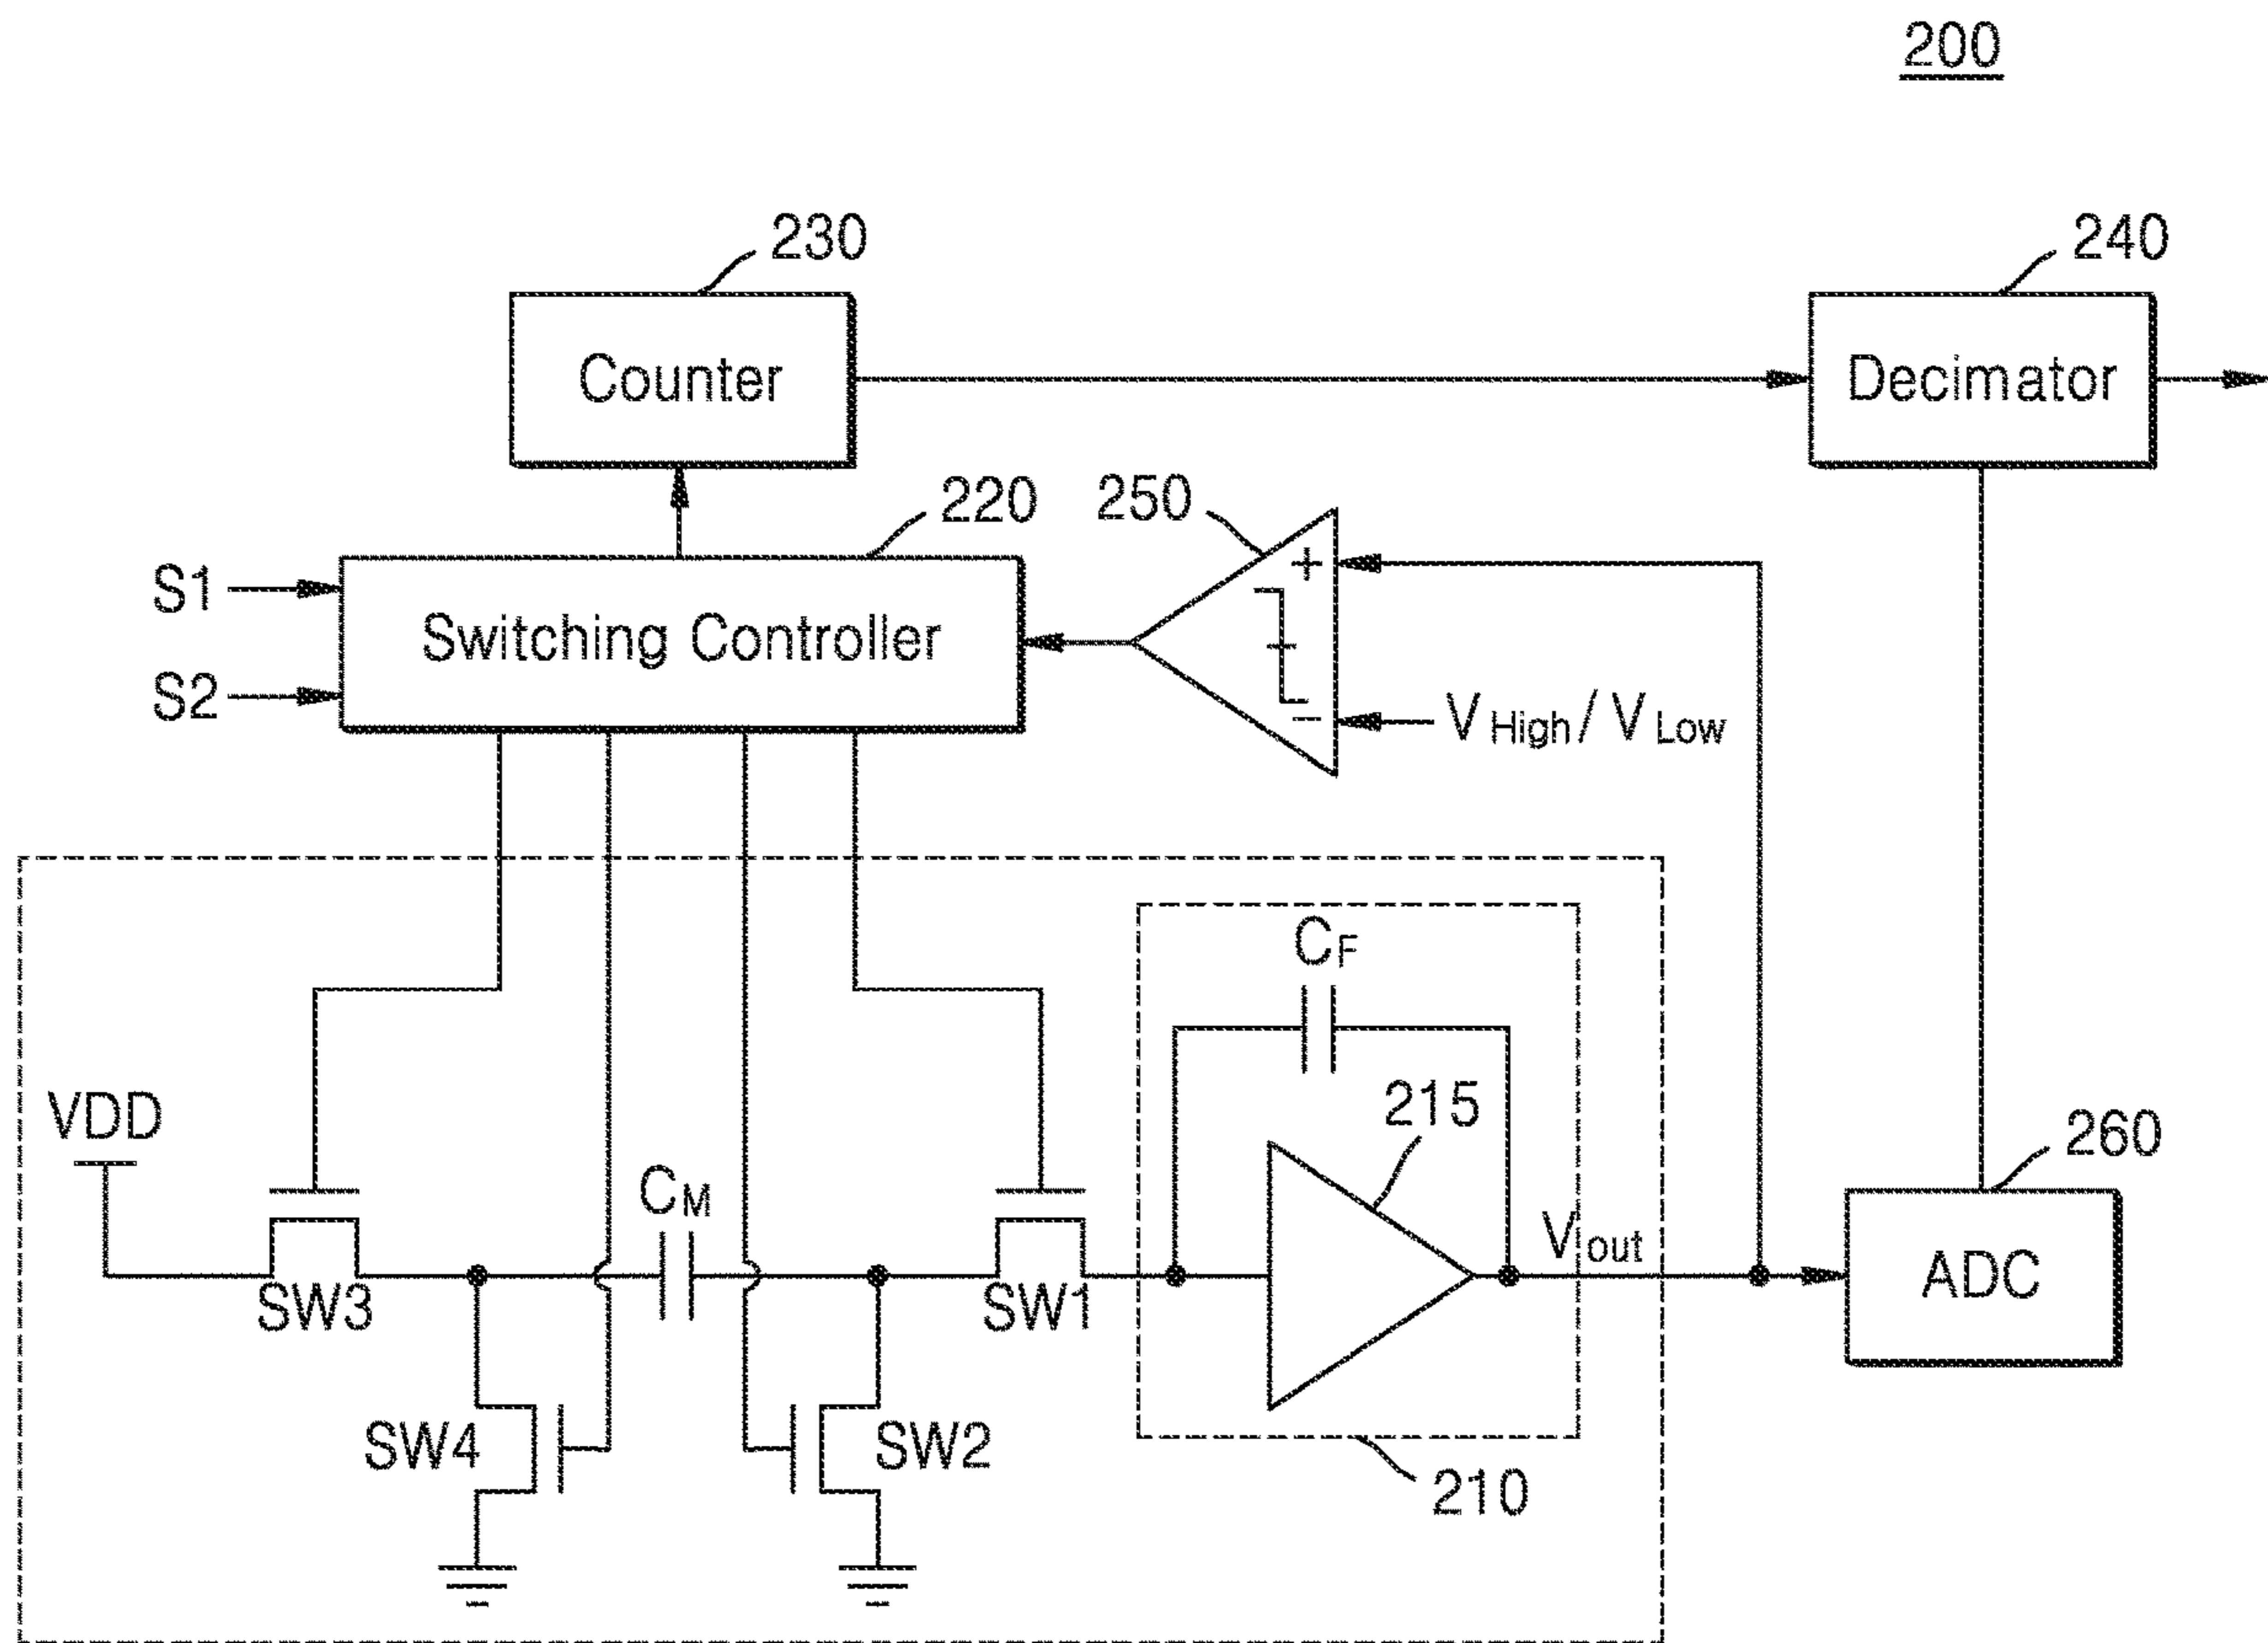 200
230
240
Counter
Decimator
220
250
S1
+
Switching Controller
S2
− V High / V Low
CF
215
VDD
260
CM
Vout
ADC
SW3
SW1
SW4
SW2
210